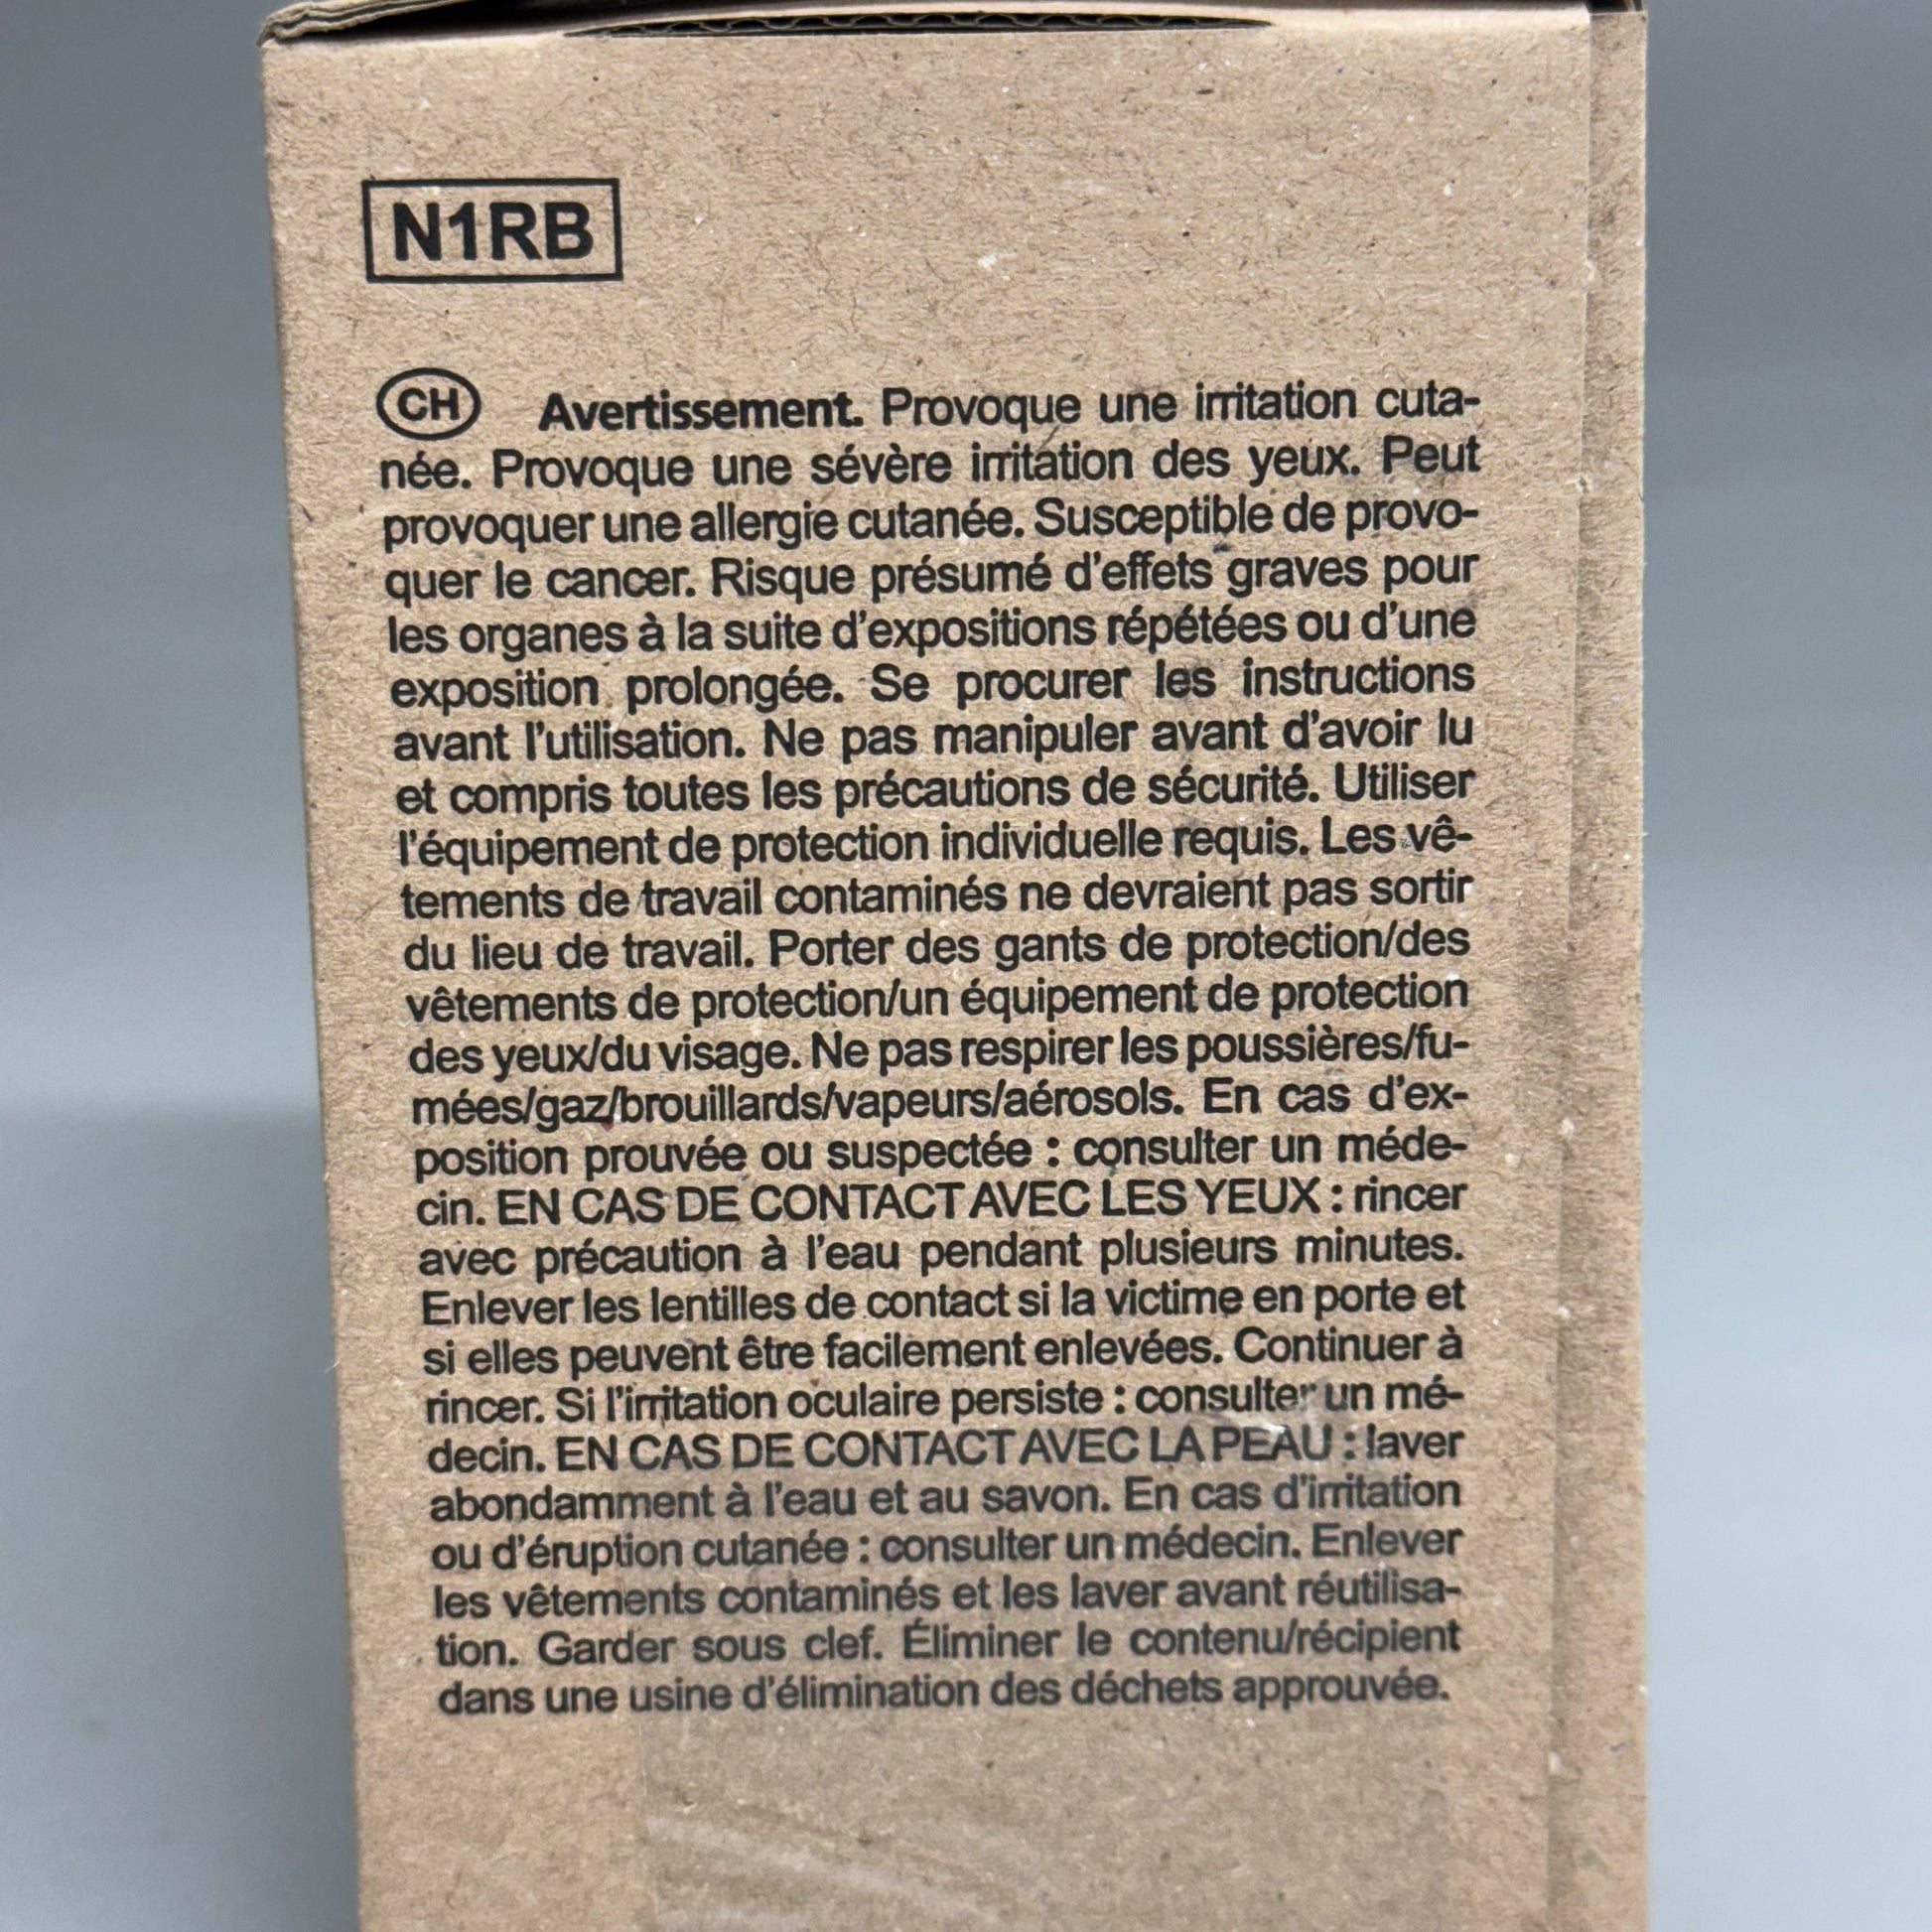 N1RB
CH Avertissement. Provoque une irritation cuta-
née. Provoque une sévère irritation des yeux. Peut
provoquer une allergie cutanée. Susceptible de provo-
quer le cancer. Risque présumé d'effets graves pour
les organes à la suite d'expositions répétées ou d'une
exposition prolongée. Se procurer les instructions
avant l'utilisation. Ne pas manipuler avant d'avoir lu
et compris toutes les précautions de sécurité. Utiliser
l'équipement de protection individuelle requis. Les vê-
tements de travail contaminés ne devraient pas sortir
du lieu de travail. Porter des gants de protection/des
vêtements de protection/un équipement de protection
des yeux/du visage. Ne pas respirer les poussières/fu-
mées/gaz/brouillards/vapeurs/aérosols. En cas d'ex-
position prouvée ou suspectée : consulter un méde-
cin. EN CAS DE CONTACT AVEC LES YEUX : rincer
avec précaution à l'eau pendant plusieurs minutes.
Enlever les lentilles de contact si la victime en porte et
si elles peuvent être facilement enlevées. Continuer à
rincer. Si l'irritation oculaire persiste : consulter un mé-
decin. EN CAS DE CONTACT AVEC LA PEAU : laver
abondamment à l'eau et au savon. En cas d'irritation
ou d'éruption cutanée : consulter un médecin. Enlever
les vêtements contaminés et les laver avant réutilisa-
tion. Garder sous clef. Éliminer le contenu/récipient
dans une usine d'élimination des déchets approuvée.